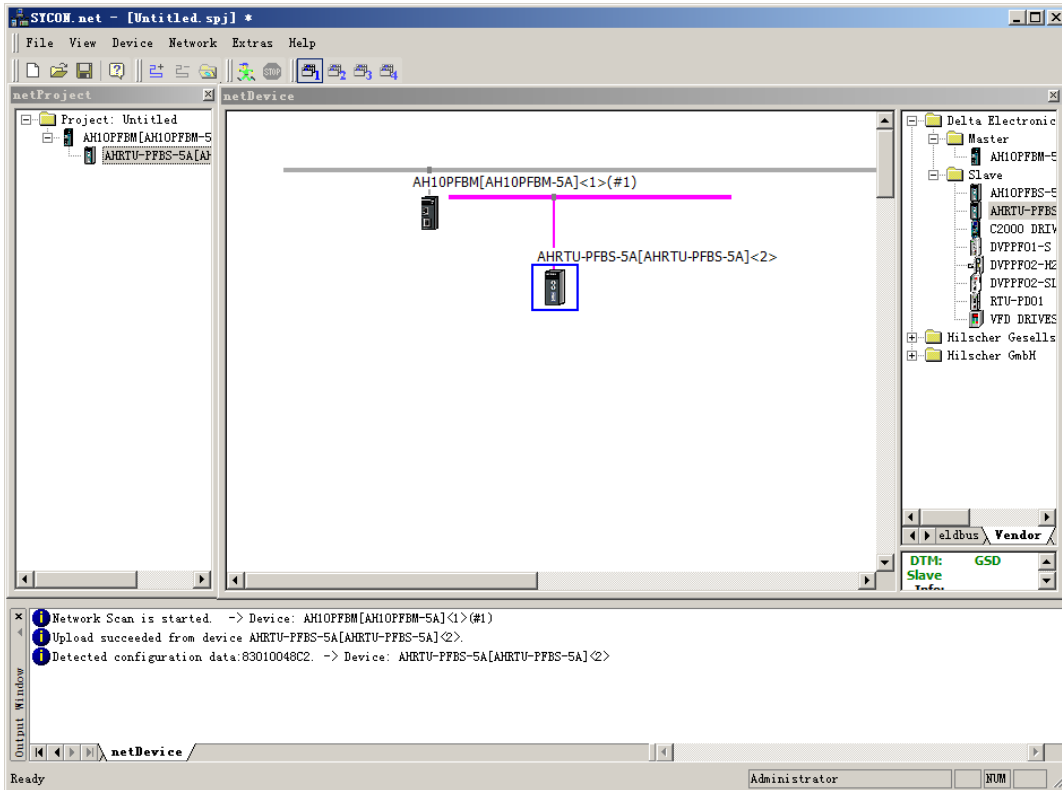 SYCON.net - [Untitled.spj] *
File View Device Network Extras Help
netProject
netDevice
Project: Untitled
AH10PFBM[AH10PFBM-5
AHRTU-PFBS-5A[AH
AH10PFBM[AH10PFBM-5A]<1>(#1)
AHRTU-PFBS-5A[AHRTU-PFBS-5A]<2>
Delta Electronic
Master
AH10PFBM-5
Slave
AH10PFBS-5
AHRTU-PFBS
C2000 DRIV
DVPPF01-S
DVPPF02-H2
DVPPF02-SL
RTU-PD01
VFD DRIVES
Hilscher Gesells
Hilscher GmbH
eldbus Vendor
DTM: GSD
Slave
Info:
Network Scan is started. -> Device: AH10PFBM[AH10PFBM-5A]<1>(#1)
Upload succeeded from device AHRTU-PFBS-5A[AHRTU-PFBS-5A]<2>.
Detected configuration data:83010048C2. -> Device: AHRTU-PFBS-5A[AHRTU-PFBS-5A]<2>
Output Window
netDevice
Ready
Administrator
NUM